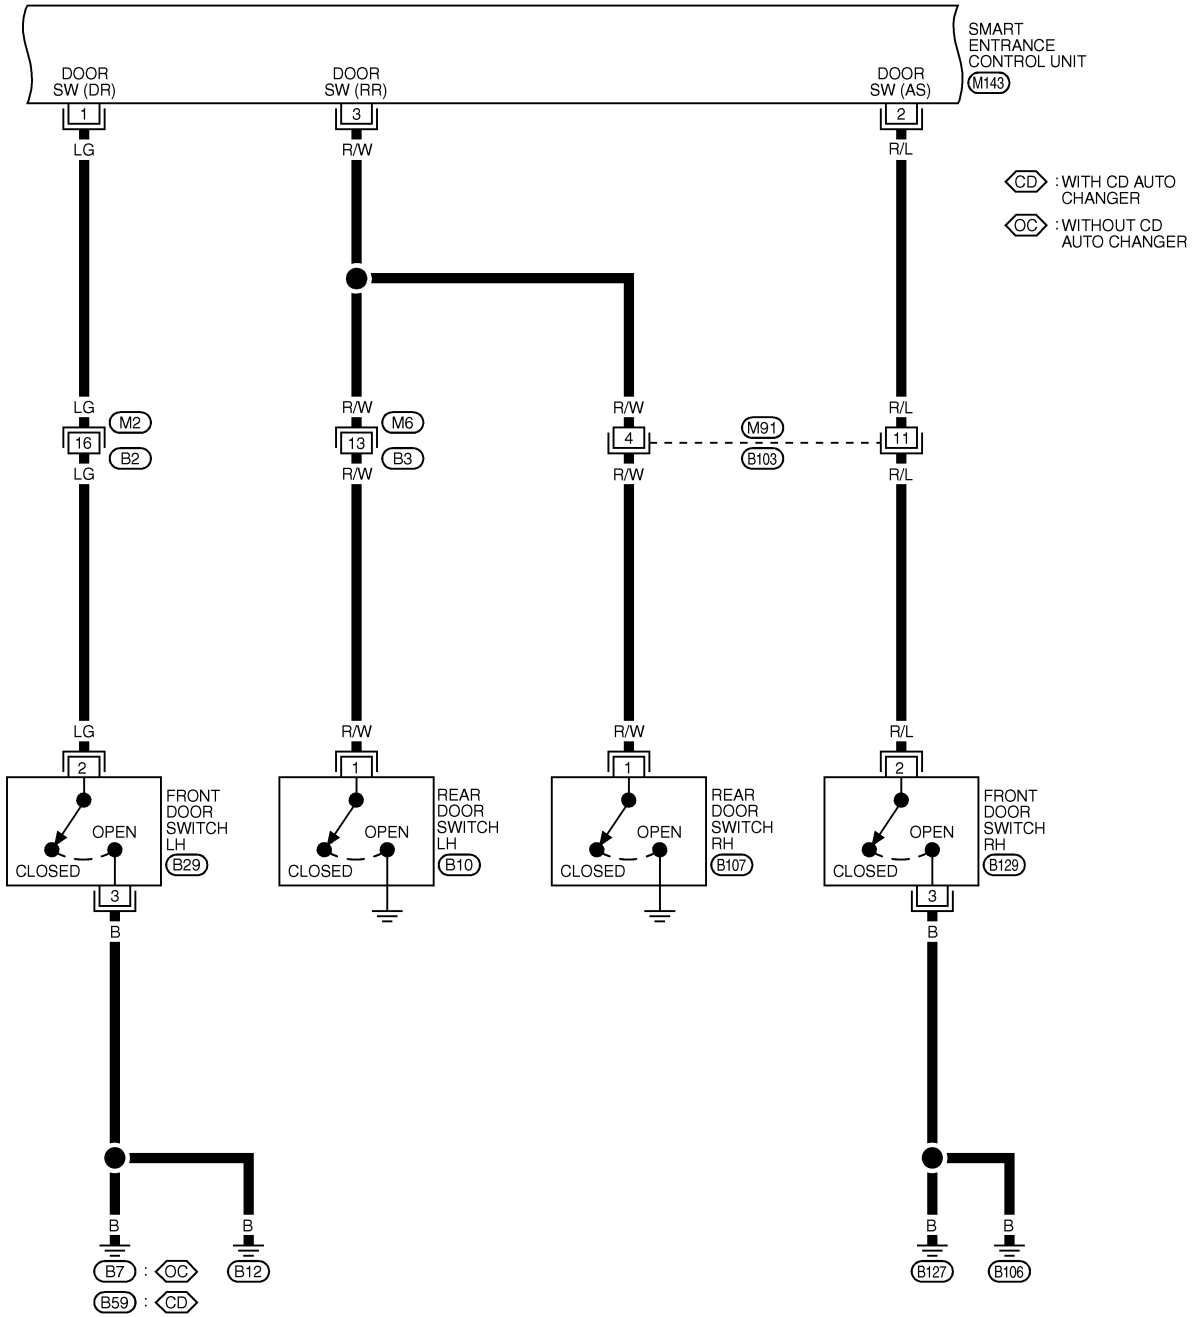 SMART
ENTRANCE
CONTROL UNIT
M143
DOOR
SW (DR)
DOOR
SW (RR)
DOOR
SW (AS)
1
3
2
LG
R/W
R/L
CD : WITH CD AUTO
CHANGER
OC : WITHOUT CD
AUTO CHANGER
LG
R/W
R/W
R/L
16
M2
B2
13
M6
B3
4
M91
B103
11
LG
R/W
R/W
R/L
LG
R/W
R/W
R/L
2
1
1
2
FRONT
DOOR
SWITCH
LH
B29
OPEN
CLOSED
REAR
DOOR
SWITCH
LH
B10
OPEN
CLOSED
REAR
DOOR
SWITCH
RH
B107
OPEN
CLOSED
FRONT
DOOR
SWITCH
RH
B129
OPEN
CLOSED
3
3
B
B
B
B
B
B
B7 : OC
B12
B127
B106
B59 : CD